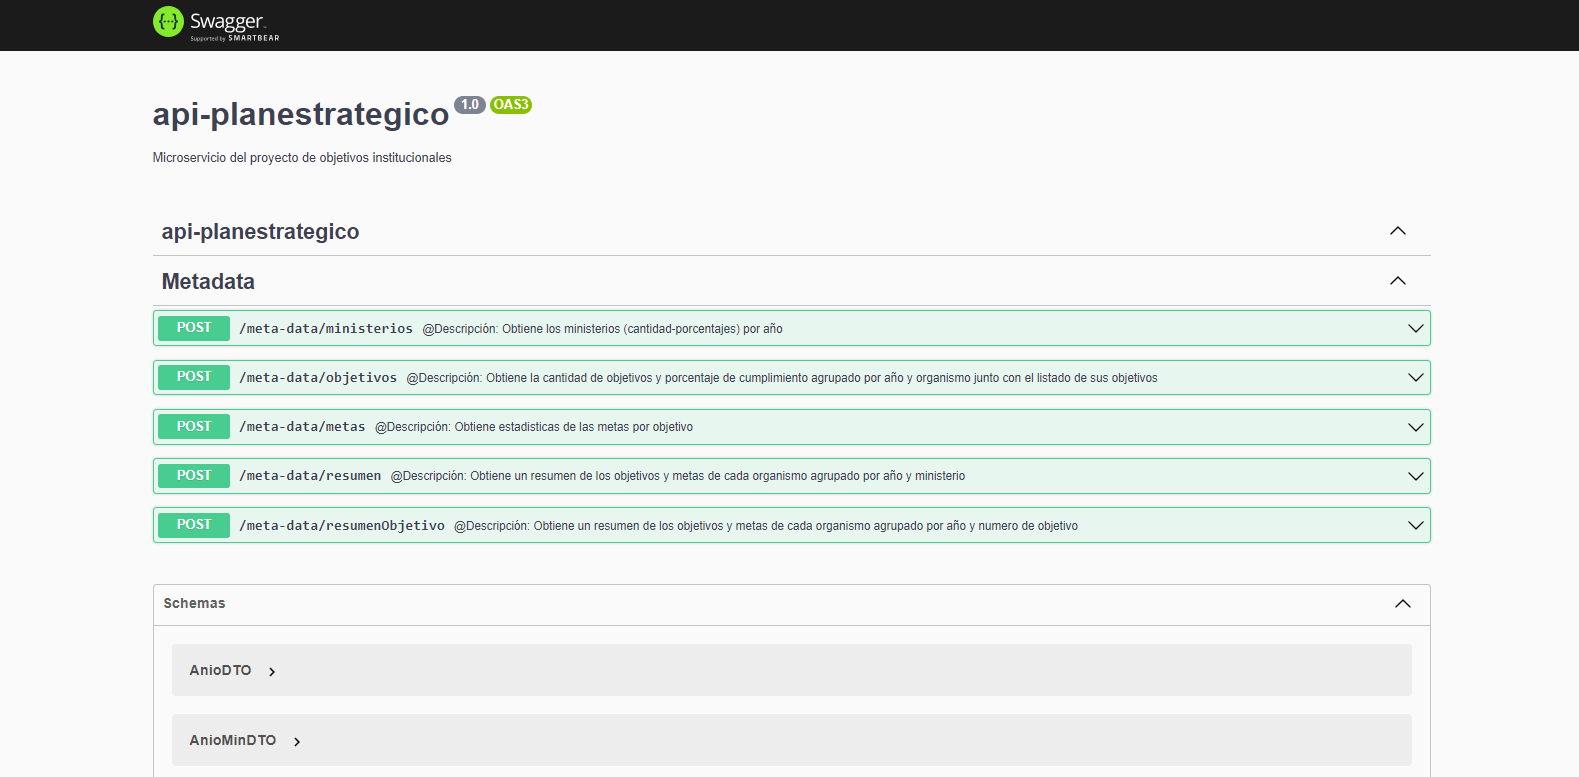 Swagger
Supported by SMARTBEAR
api-planestrategico 1.0 OAS3
Microservicio del proyecto de objetivos institucionales
api-planestrategico
Metadata
POST /meta-data/ministerios @Descripción: Obtiene los ministerios (cantidad-porcentajes) por año
POST /meta-data/objetivos @Descripción: Obtiene la cantidad de objetivos y porcentaje de cumplimiento agrupado por año y organismo junto con el listado de sus objetivos
POST /meta-data/metas @Descripción: Obtiene estadisticas de las metas por objetivo
POST /meta-data/resumen @Descripción: Obtiene un resumen de los objetivos y metas de cada organismo agrupado por año y ministerio
POST /meta-data/resumenObjetivo @Descripción: Obtiene un resumen de los objetivos y metas de cada organismo agrupado por año y numero de objetivo
Schemas
AnioDTO
AnioMinDTO